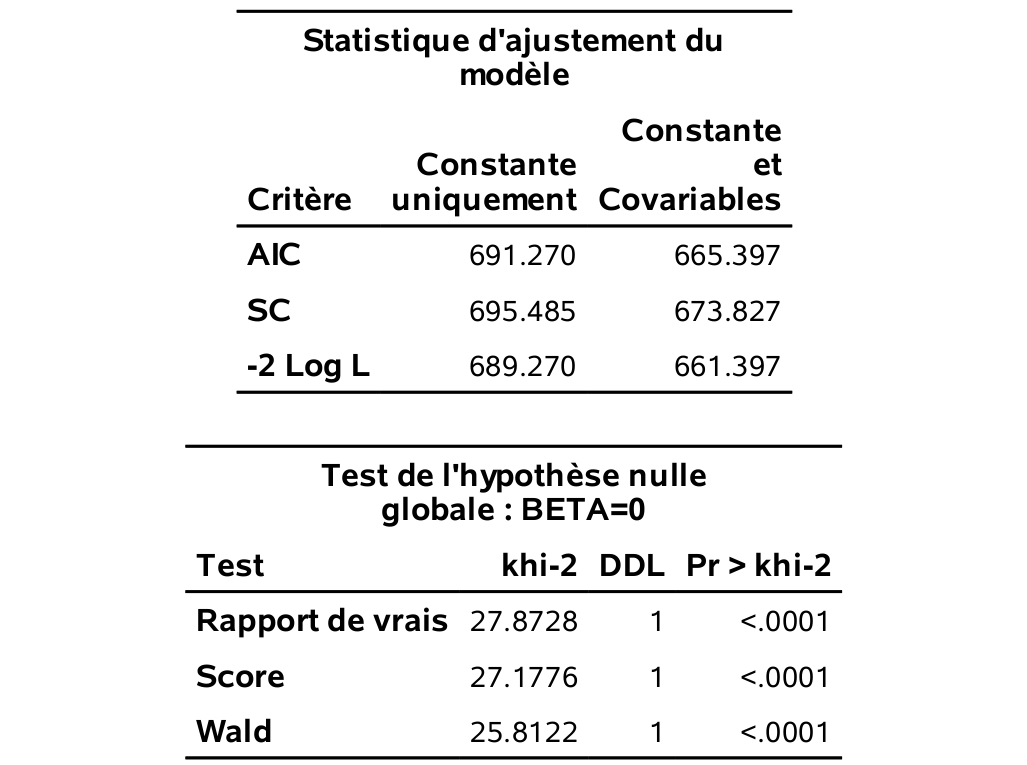 Statistique d'ajustement du
modèle
Constante
Constante et
Critère uniquement Covariables
AIC 691.270 665.397
SC 695.485 673.827
-2 Log L 689.270 661.397
Test de l'hypothèse nulle
globale : BETA=0
Test khi-2 DDL Pr > khi-2
Rapport de vrais 27.8728 1 <.0001
Score 27.1776 1 <.0001
Wald 25.8122 1 <.0001